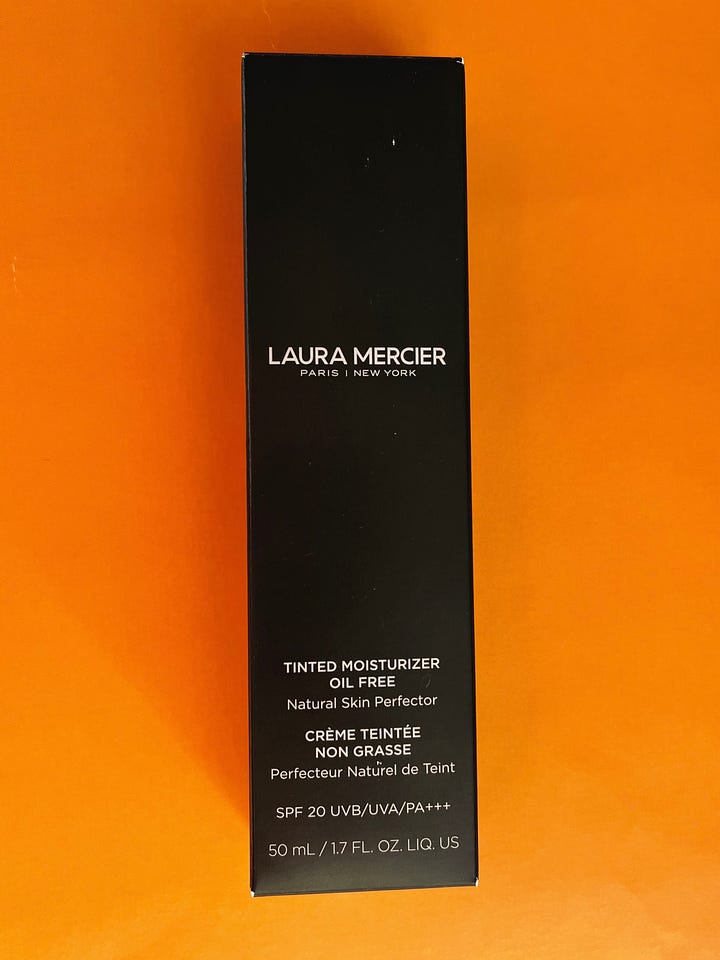 LAURA MERCIER
PARIS | NEW YORK
TINTED MOISTURIZER
OIL FREE
Natural Skin Perfector
CRÈME TEINTÉE
NON GRASSE
Perfecteur Naturel de Teint
SPF 20 UVB/UVA/PA+++
50 mL / 1.7 FL. OZ. LIQ. US